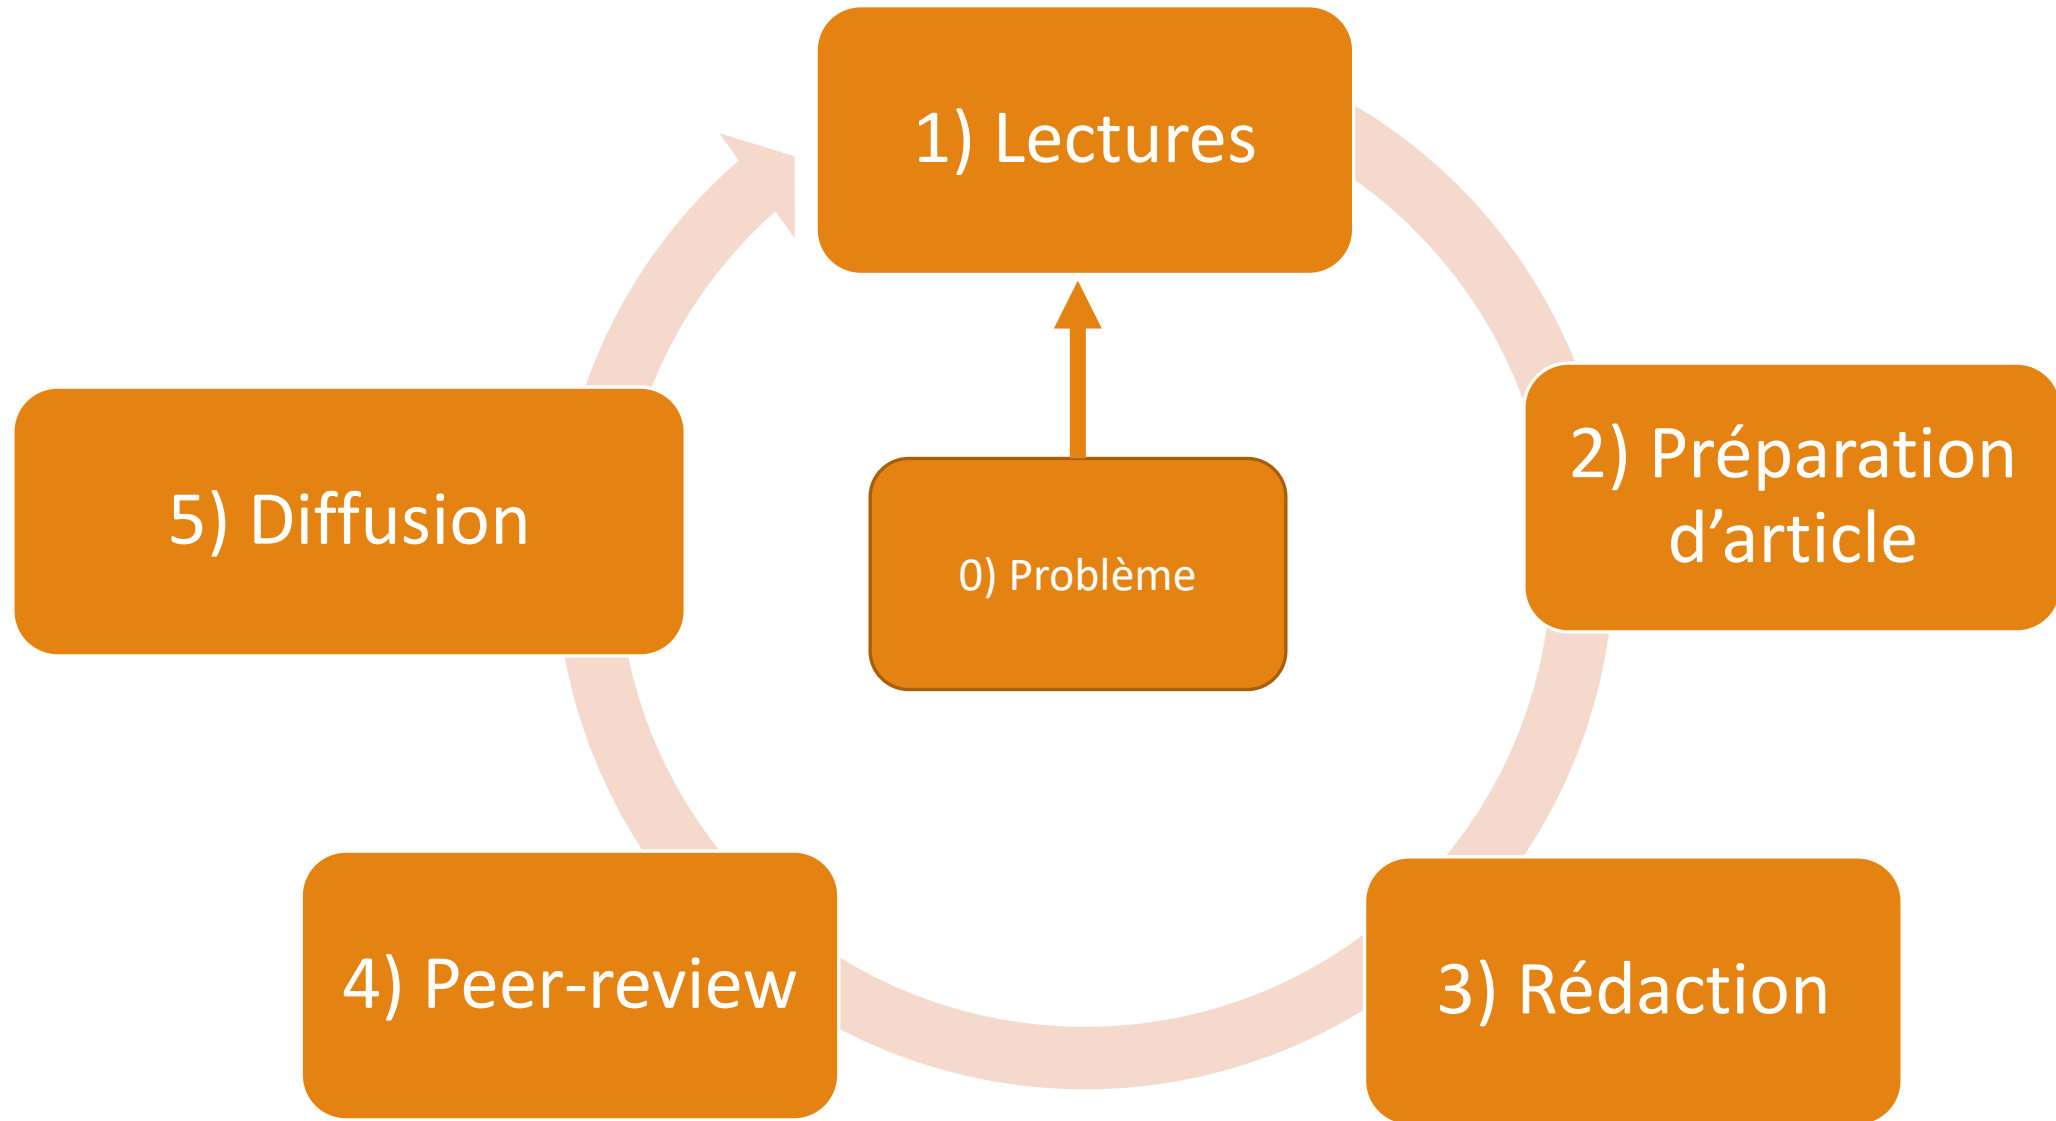 1) Lectures
2) Préparation
d’article
3) Rédaction
4) Peer-review
5) Diffusion
0) Problème